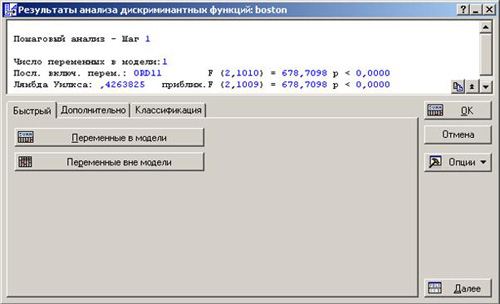 Результаты анализа дискриминантных функций: boston
Пошаговый анализ - Шаг 1
Число переменных в модели:1
Посл. включ. перем.: ORD11 F (2,1010) = 678,7098 p < 0,0000
Лямбда Уилкса: ,4263825 приближ.F (2,1009) = 678,7098 p < 0,0000
Быстрый Дополнительно Классификация
OK
Переменные в модели
Отмена
Переменные вне модели
Опции
Далее